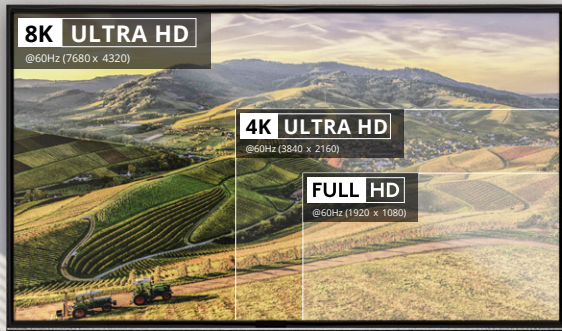 8K ULTRA HD
@60Hz (7680 x 4320)
4K ULTRA HD
@60Hz (3840 x 2160)
FULL HD
@60Hz (1920 x 1080)